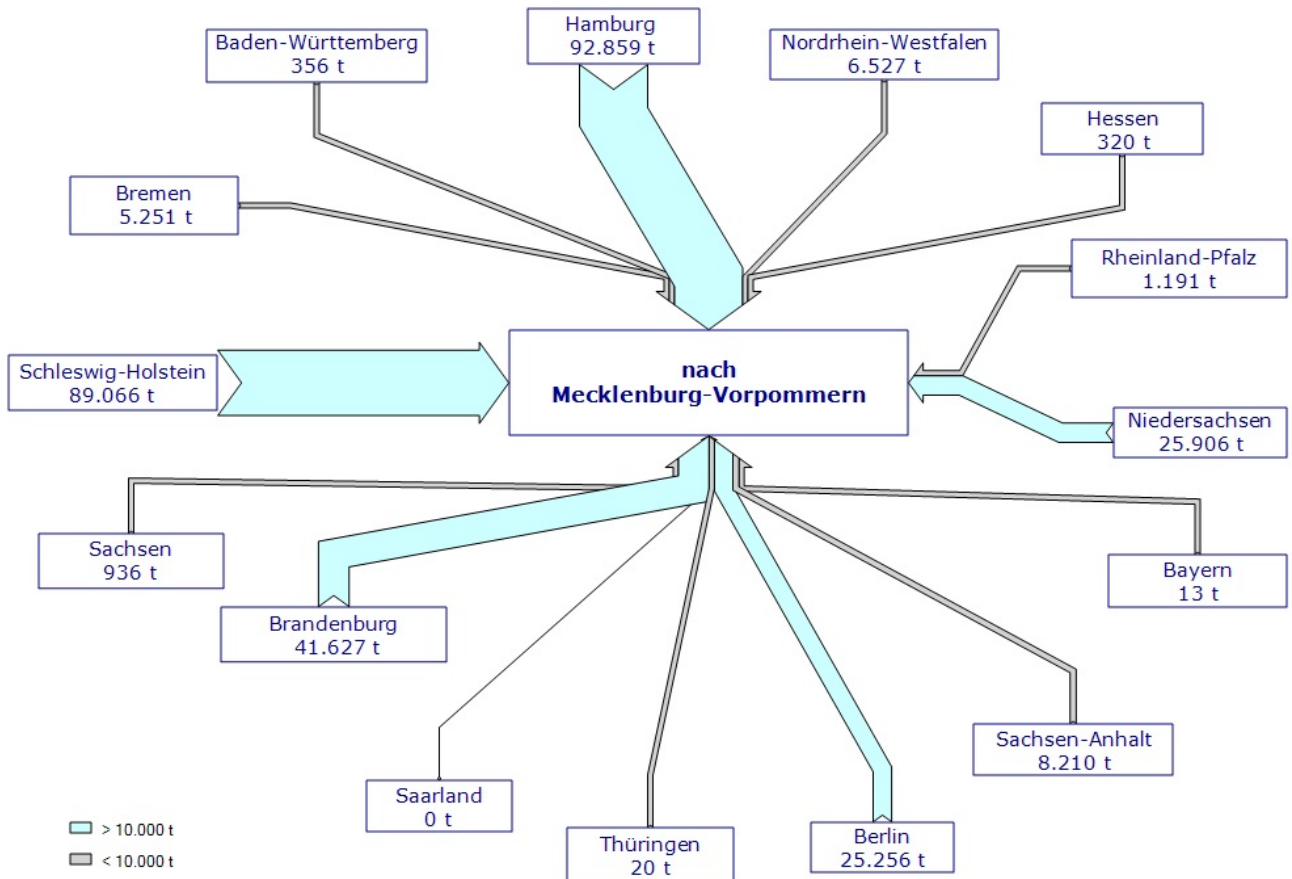 Hamburg
92.859 t
Baden-Württemberg
356 t
Nordrhein-Westfalen
6.527 t
Hessen
320 t
Bremen
5.251 t
Rheinland-Pfalz
1.191 t
Schleswig-Holstein
89.066 t
nach
Mecklenburg-Vorpommern
Niedersachsen
25.906 t
Sachsen
936 t
Bayern
13 t
Brandenburg
41.627 t
Sachsen-Anhalt
8.210 t
Saarland
0 t
Thüringen
20 t
Berlin
25.256 t
> 10.000 t
< 10.000 t